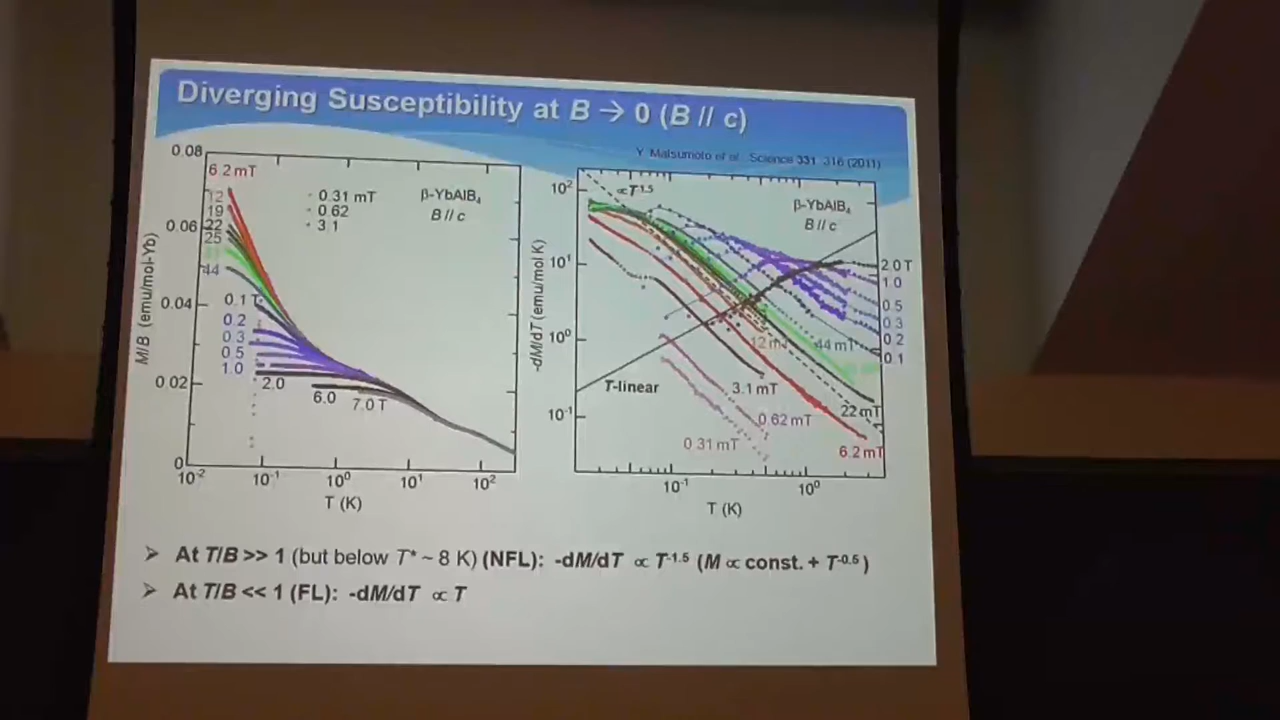 Diverging Susceptibility at B → 0 (B // c)
Y. Matsumoto et al., Science 331, 316 (2011)
0.08
0.06
0.04
0.02
0
M/B (emu/mol-Yb)
6.2 mT
12
19
22
25
44
0.1 T
0.2
0.3
0.5
1.0
2.0
6.0
7.0 T
0.31 mT
0.62
3.1
β-YbAlB₄
B // c
10⁻²
10⁻¹
10⁰
10¹
10²
T (K)
10²
10¹
10⁰
10⁻¹
-dM/dT (emu/mol K)
∝T¹·⁵
β-YbAlB₄
B // c
2.0 T
1.0
0.5
0.3
0.2
0.1
12 mT
44 mT
T-linear
3.1 mT
22 mT
0.62 mT
0.31 mT
6.2 mT
10⁻¹
10⁰
T (K)
➢ At T/B >> 1 (but below T* ~ 8 K) (NFL): -dM/dT ∝ T⁻¹·⁵ (M ∝ const. + T⁻⁰·⁵)
➢ At T/B << 1 (FL): -dM/dT ∝ T